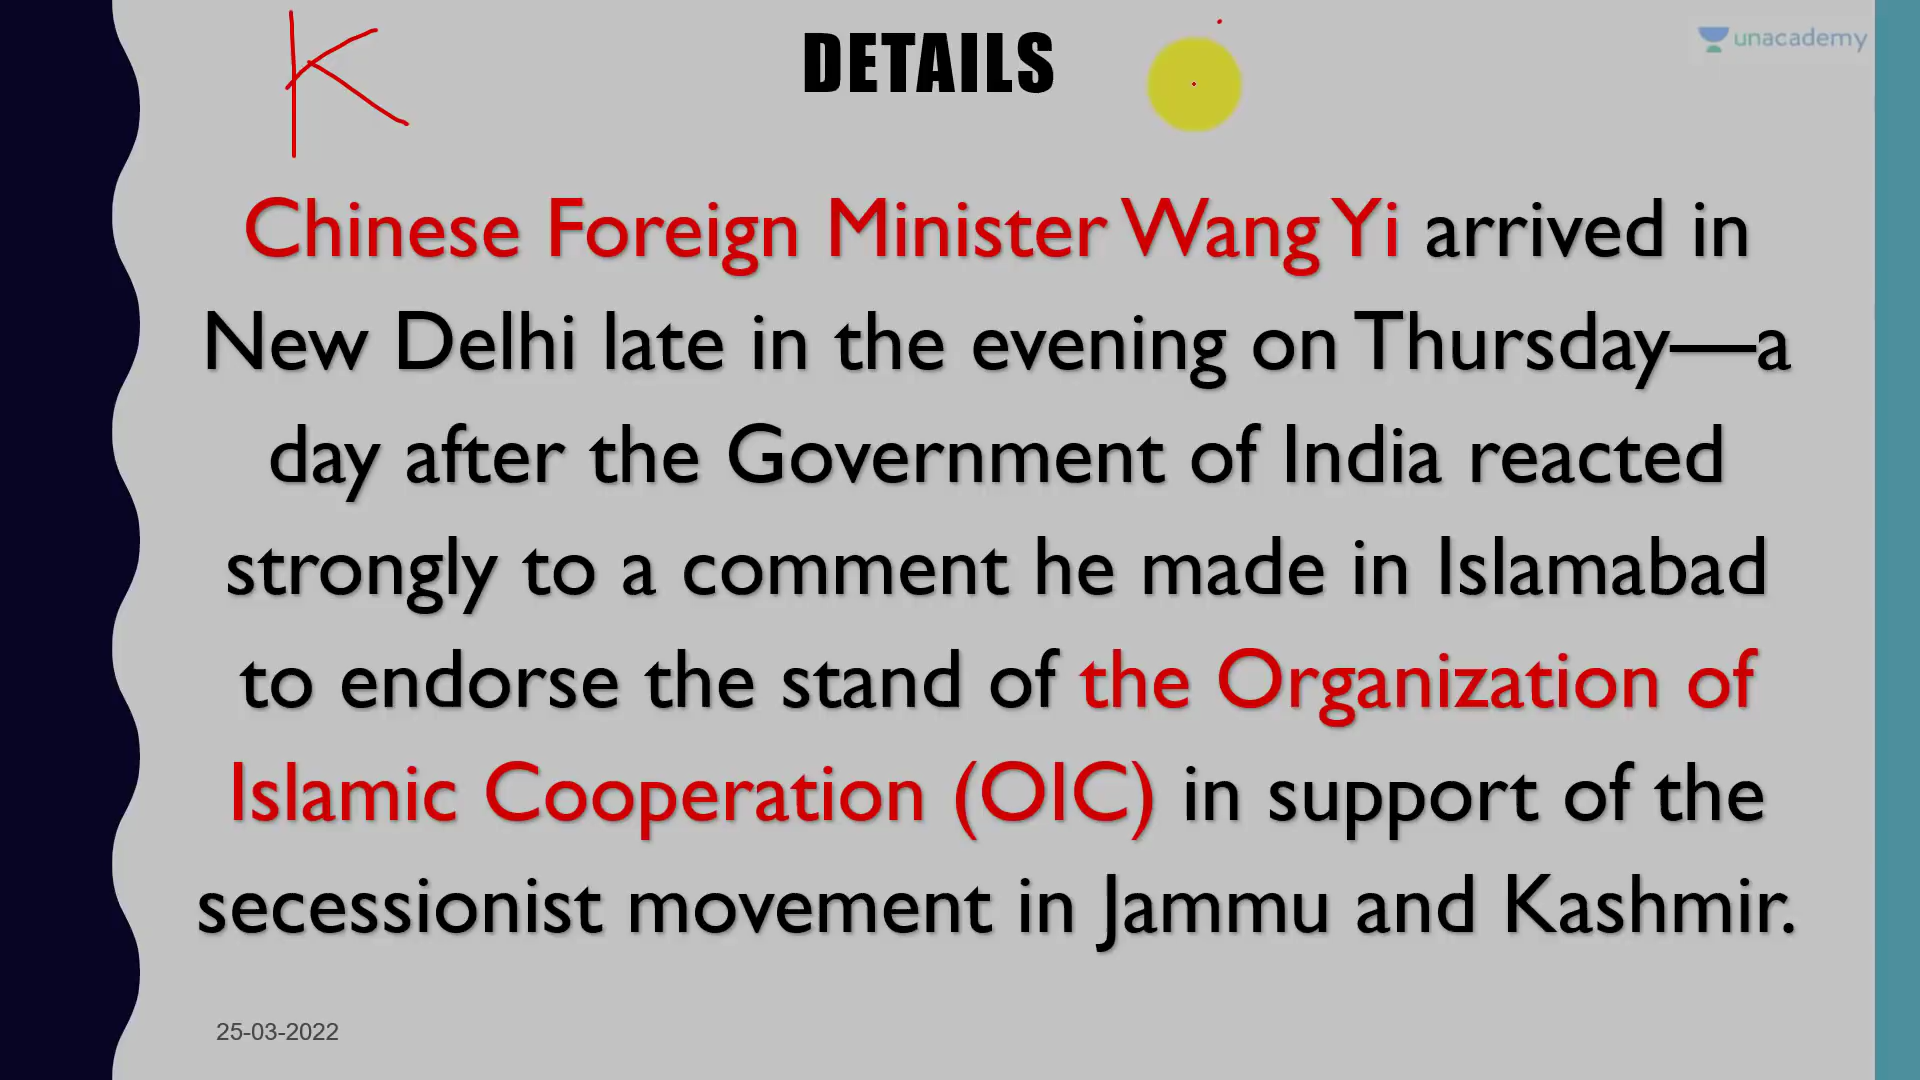 K
DETAILS
unacademy
Chinese Foreign Minister Wang Yi arrived in
New Delhi late in the evening on Thursday—a
day after the Government of India reacted
strongly to a comment he made in Islamabad
to endorse the stand of the Organization of
Islamic Cooperation (OIC) in support of the
secessionist movement in Jammu and Kashmir.
25-03-2022